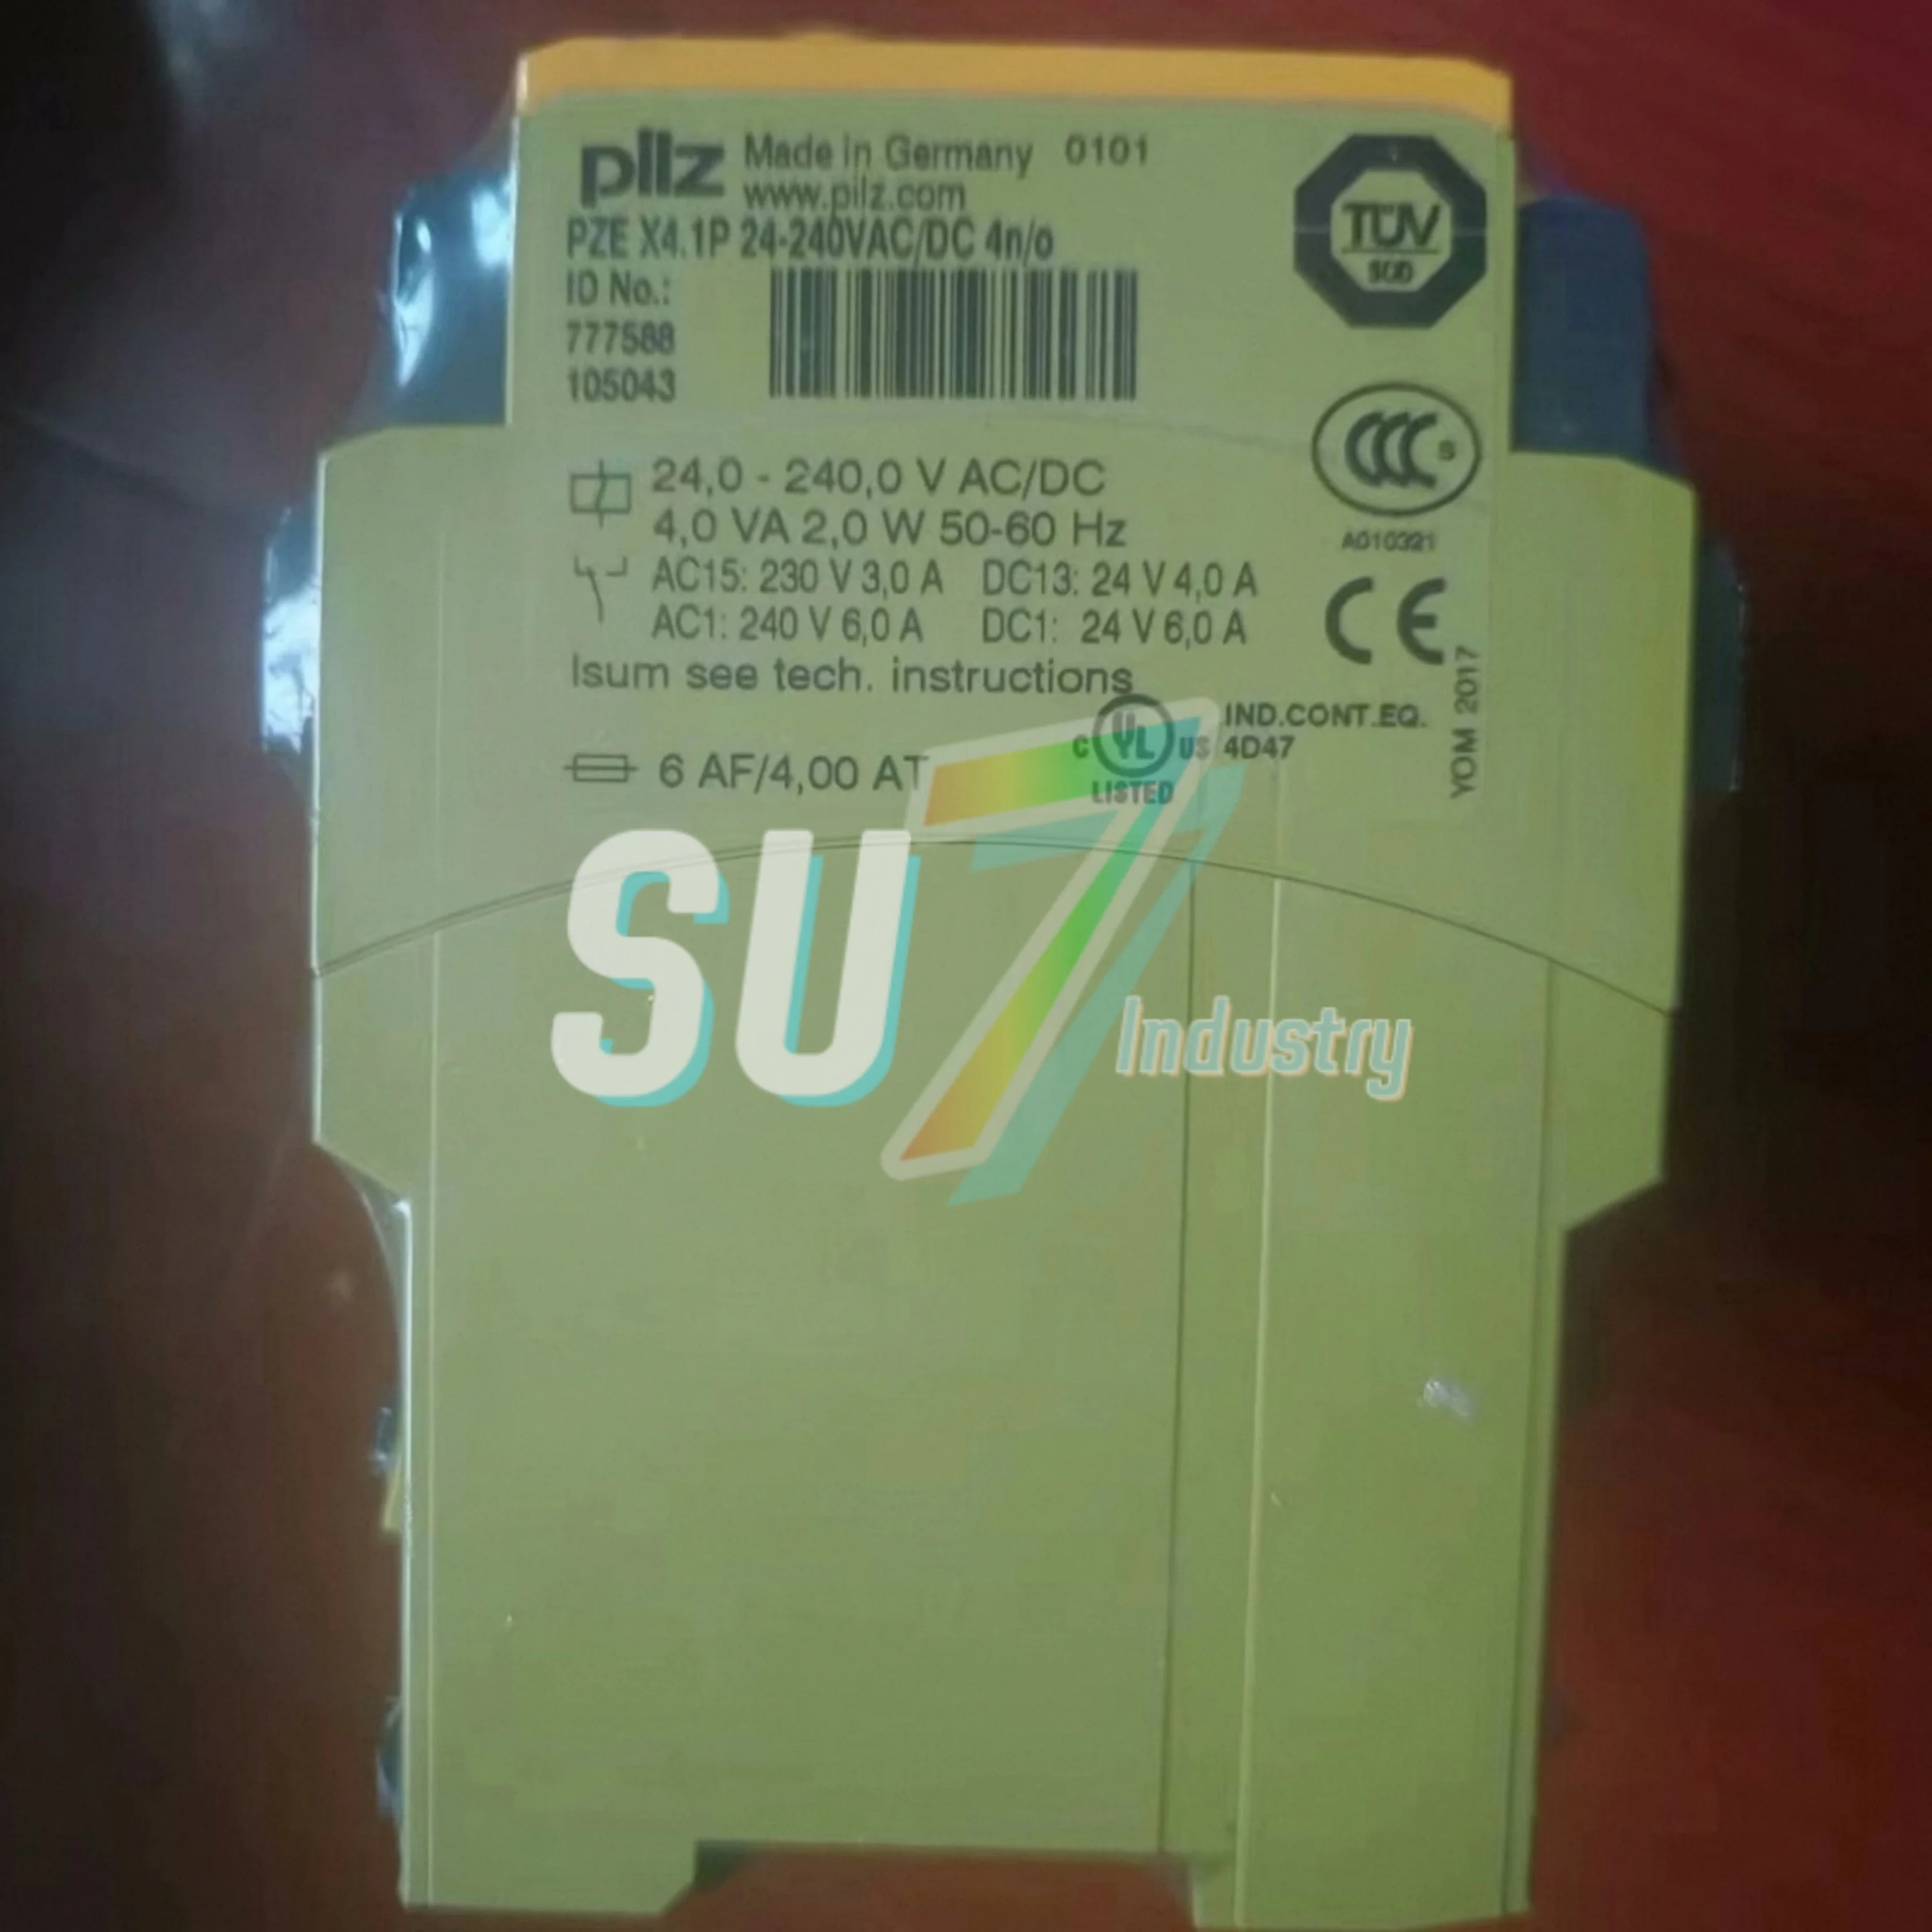 pilz Made in Germany 0101
www.pilz.com
PZE X4.1P 24-240VAC/DC 4n/o
ID No.:
777588
105043
TÜV
SÜD
CCC S
A010321
24,0 - 240,0 V AC/DC
4,0 VA 2,0 W 50-60 Hz
AC15: 230 V 3,0 A DC13: 24 V 4,0 A
AC1: 240 V 6,0 A DC1: 24 V 6,0 A
CE
Isum see tech. instructions
YOM 2017
C UL US IND.CONT.EQ.
4D47
LISTED
6 AF/4,00 AT
SU7
Industry